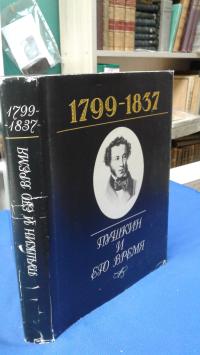 1799-1837
ПУШКИН
И
ЕГО ВРЕМЯ
1799-
-1837
ПУШКИН И ЕГО ВРЕМЯ